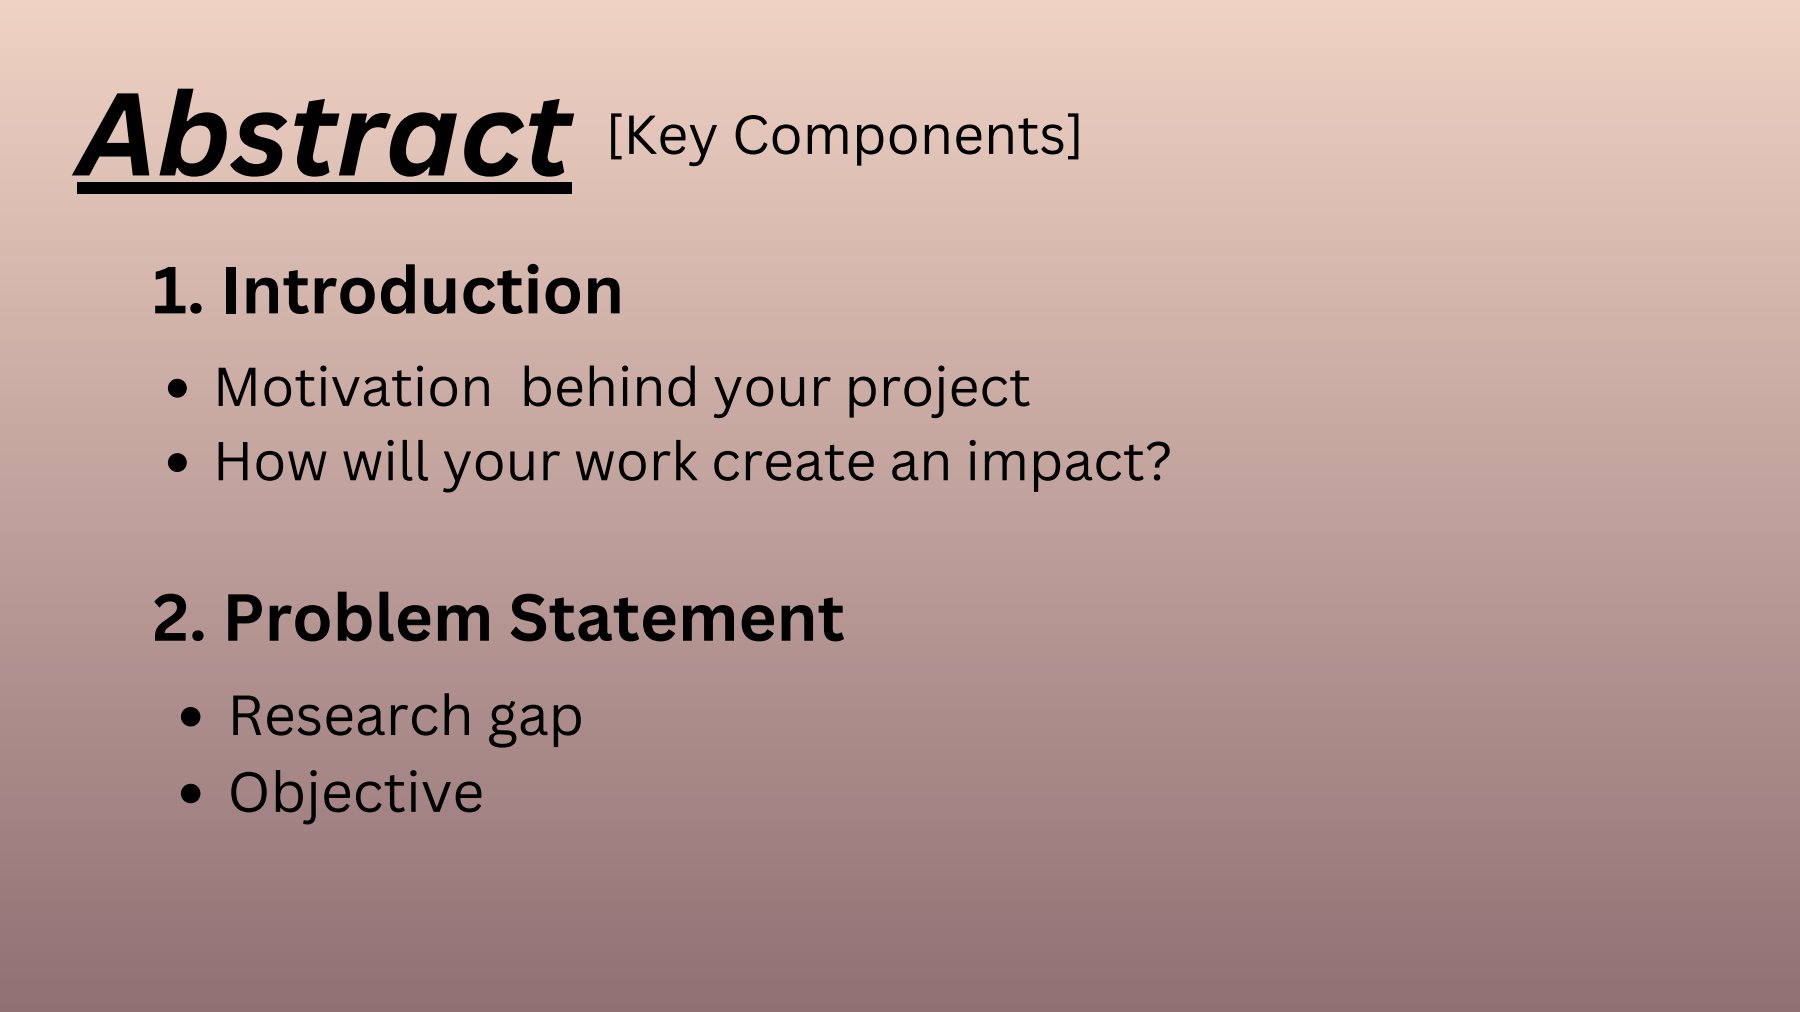 Abstract [Key Components]
1. Introduction
• Motivation  behind your project
• How will your work create an impact?
2. Problem Statement
• Research gap
• Objective